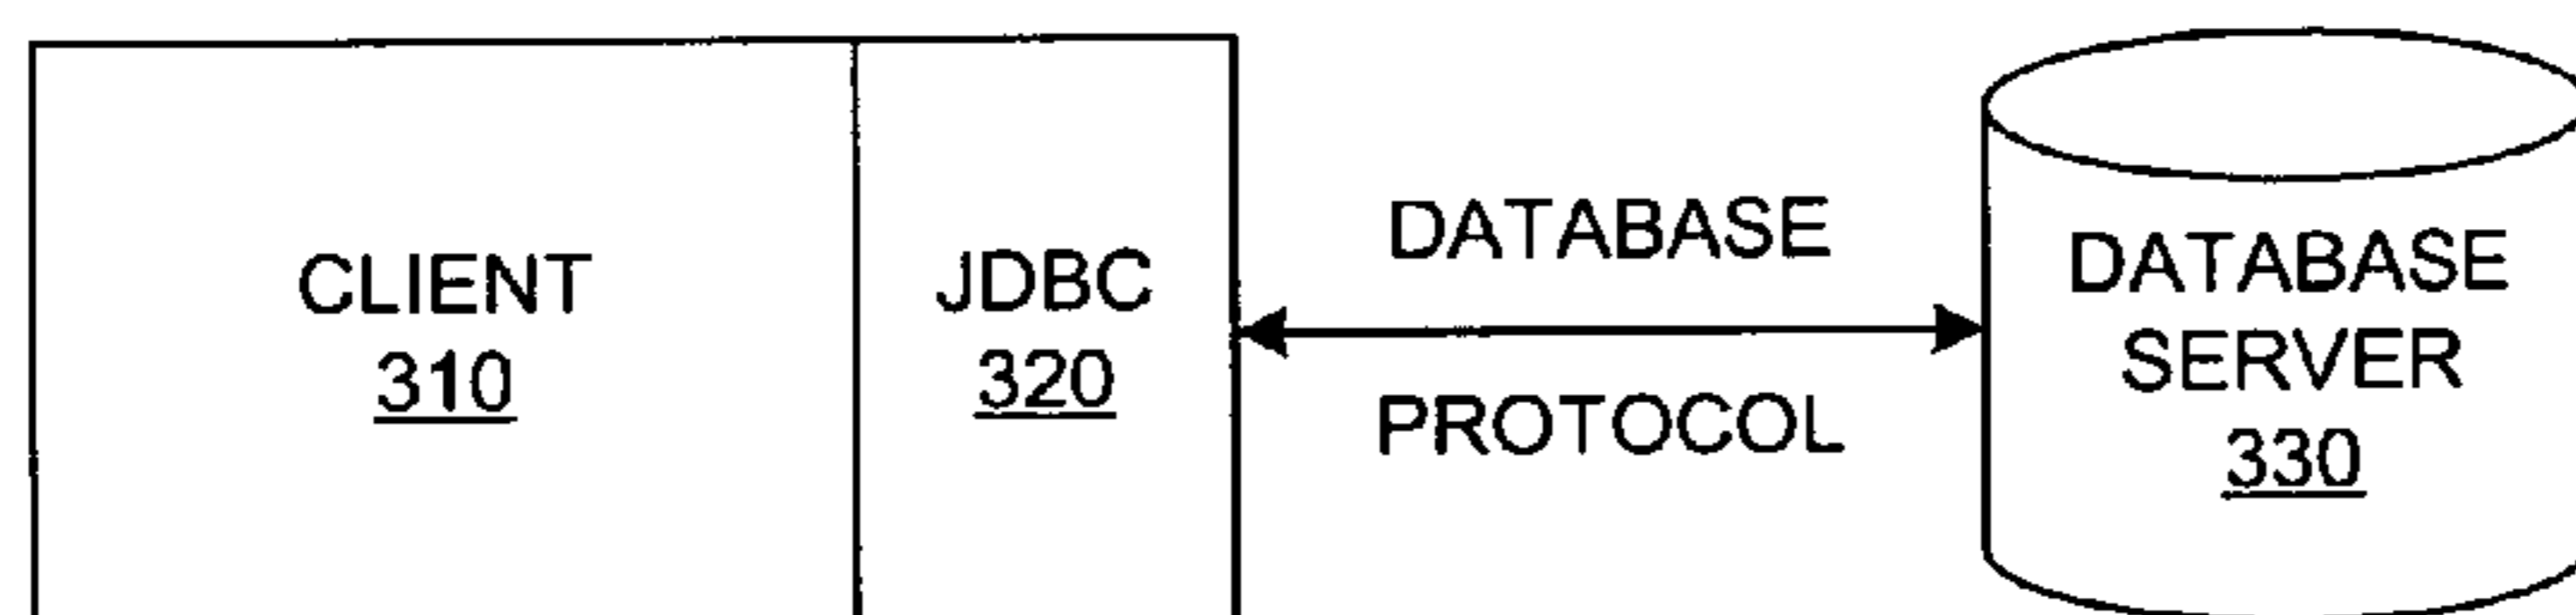 CLIENT
310
JDBC
320
DATABASE
PROTOCOL
DATABASE
SERVER
330